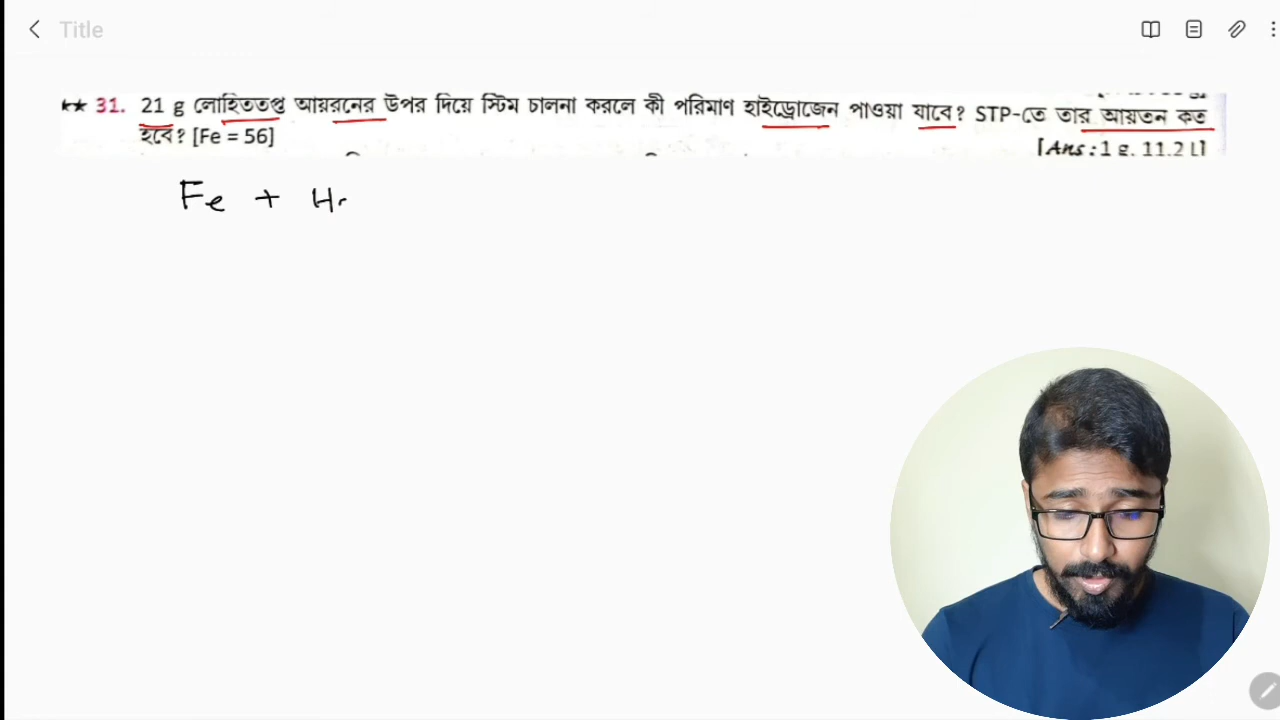 Title
★★ 31. 21 g লোহিততপ্ত আয়রনের উপর দিয়ে স্টিম চালনা করলে কী পরিমাণ হাইড্রোজেন পাওয়া যাবে? STP-তে তার আয়তন কত
হবে? [Fe = 56]
[Ans : 1 g, 11.2 L]
Fe + H